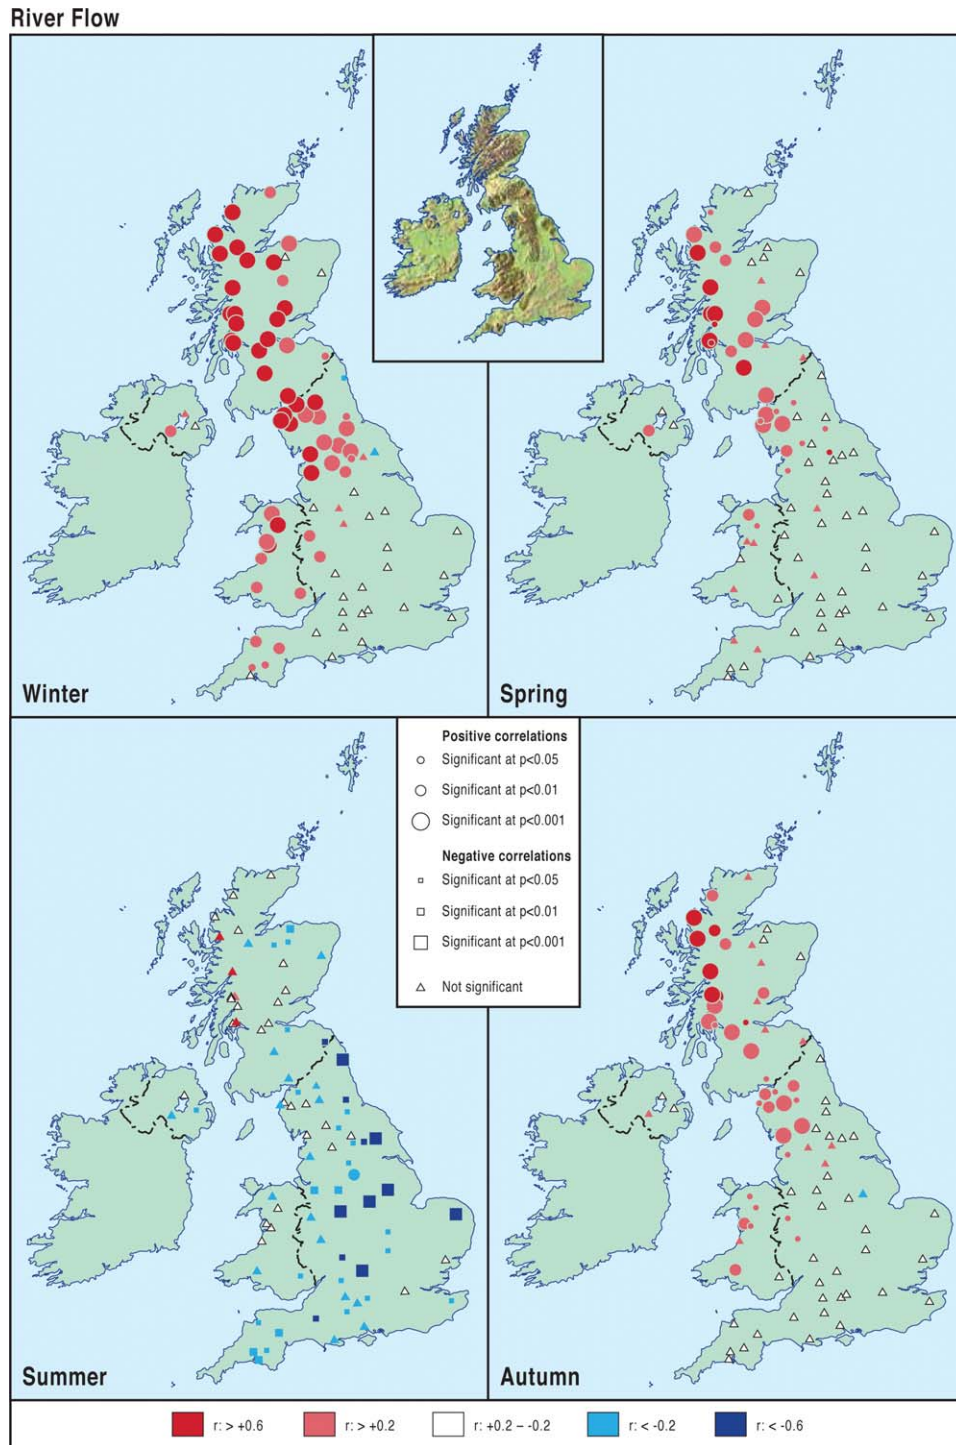 River Flow
Winter
Spring
Positive correlations
Significant at p<0.05
Significant at p<0.01
Significant at p<0.001
Negative correlations
Significant at p<0.05
Significant at p<0.01
Significant at p<0.001
Not significant
Summer
Autumn
r: > +0.6
r: > +0.2
r: +0.2 – -0.2
r: < -0.2
r: < -0.6